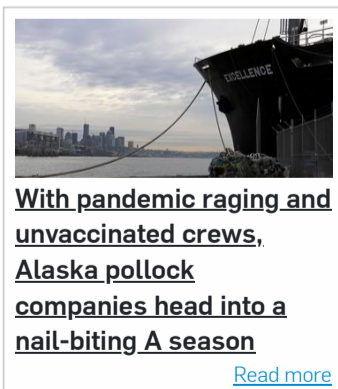 EXCELLENCE
With pandemic raging and
unvaccinated crews,
Alaska pollock
companies head into a
nail-biting A season
Read more